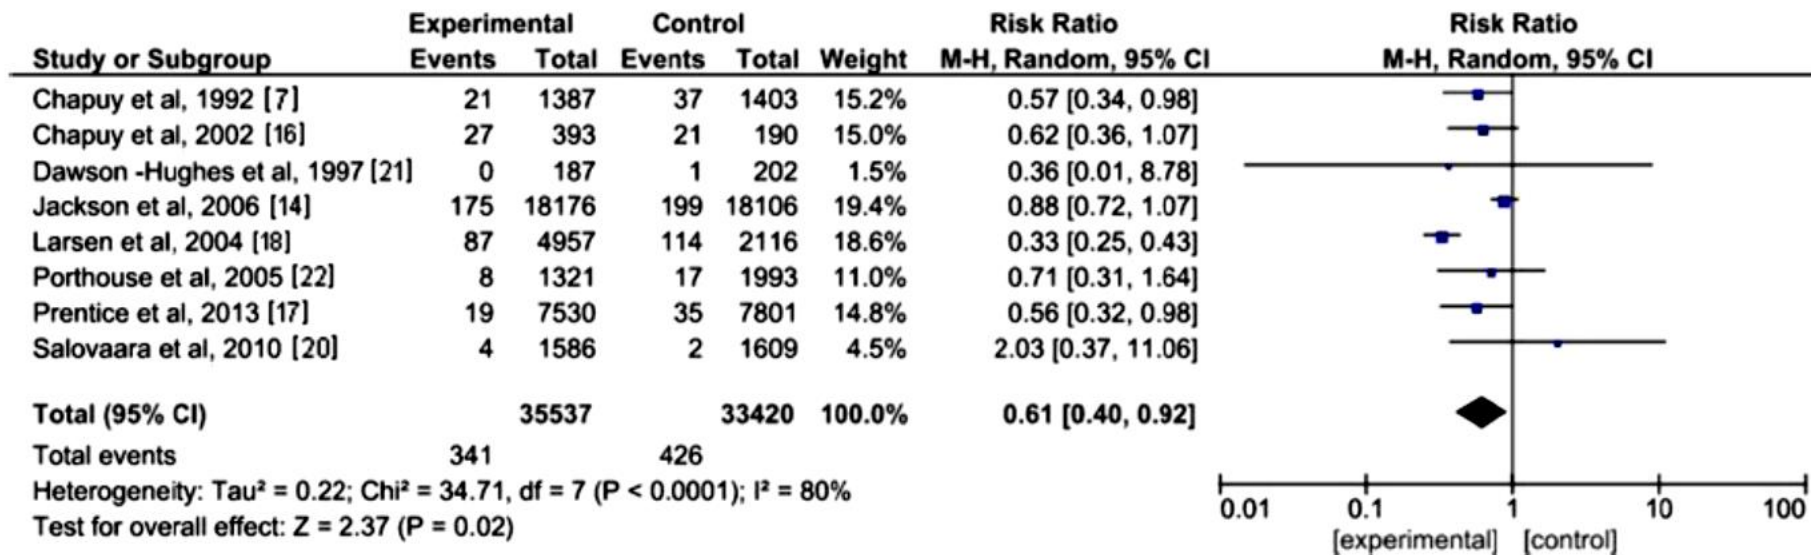 Experimental Control Risk Ratio Risk Ratio
Study or Subgroup Events Total Events Total Weight M-H, Random, 95% CI M-H, Random, 95% CI
Chapuy et al, 1992 [7] 21 1387 37 1403 15.2% 0.57 [0.34, 0.98]
Chapuy et al, 2002 [16] 27 393 21 190 15.0% 0.62 [0.36, 1.07]
Dawson -Hughes et al, 1997 [21] 0 187 1 202 1.5% 0.36 [0.01, 8.78]
Jackson et al, 2006 [14] 175 18176 199 18106 19.4% 0.88 [0.72, 1.07]
Larsen et al, 2004 [18] 87 4957 114 2116 18.6% 0.33 [0.25, 0.43]
Porthouse et al, 2005 [22] 8 1321 17 1993 11.0% 0.71 [0.31, 1.64]
Prentice et al, 2013 [17] 19 7530 35 7801 14.8% 0.56 [0.32, 0.98]
Salovaara et al, 2010 [20] 4 1586 2 1609 4.5% 2.03 [0.37, 11.06]
Total (95% CI) 35537 33420 100.0% 0.61 [0.40, 0.92]
Total events 341 426
Heterogeneity: Tau² = 0.22; Chi² = 34.71, df = 7 (P < 0.0001); I² = 80%
Test for overall effect: Z = 2.37 (P = 0.02)
0.01 0.1 1 10 100
[experimental] [control]